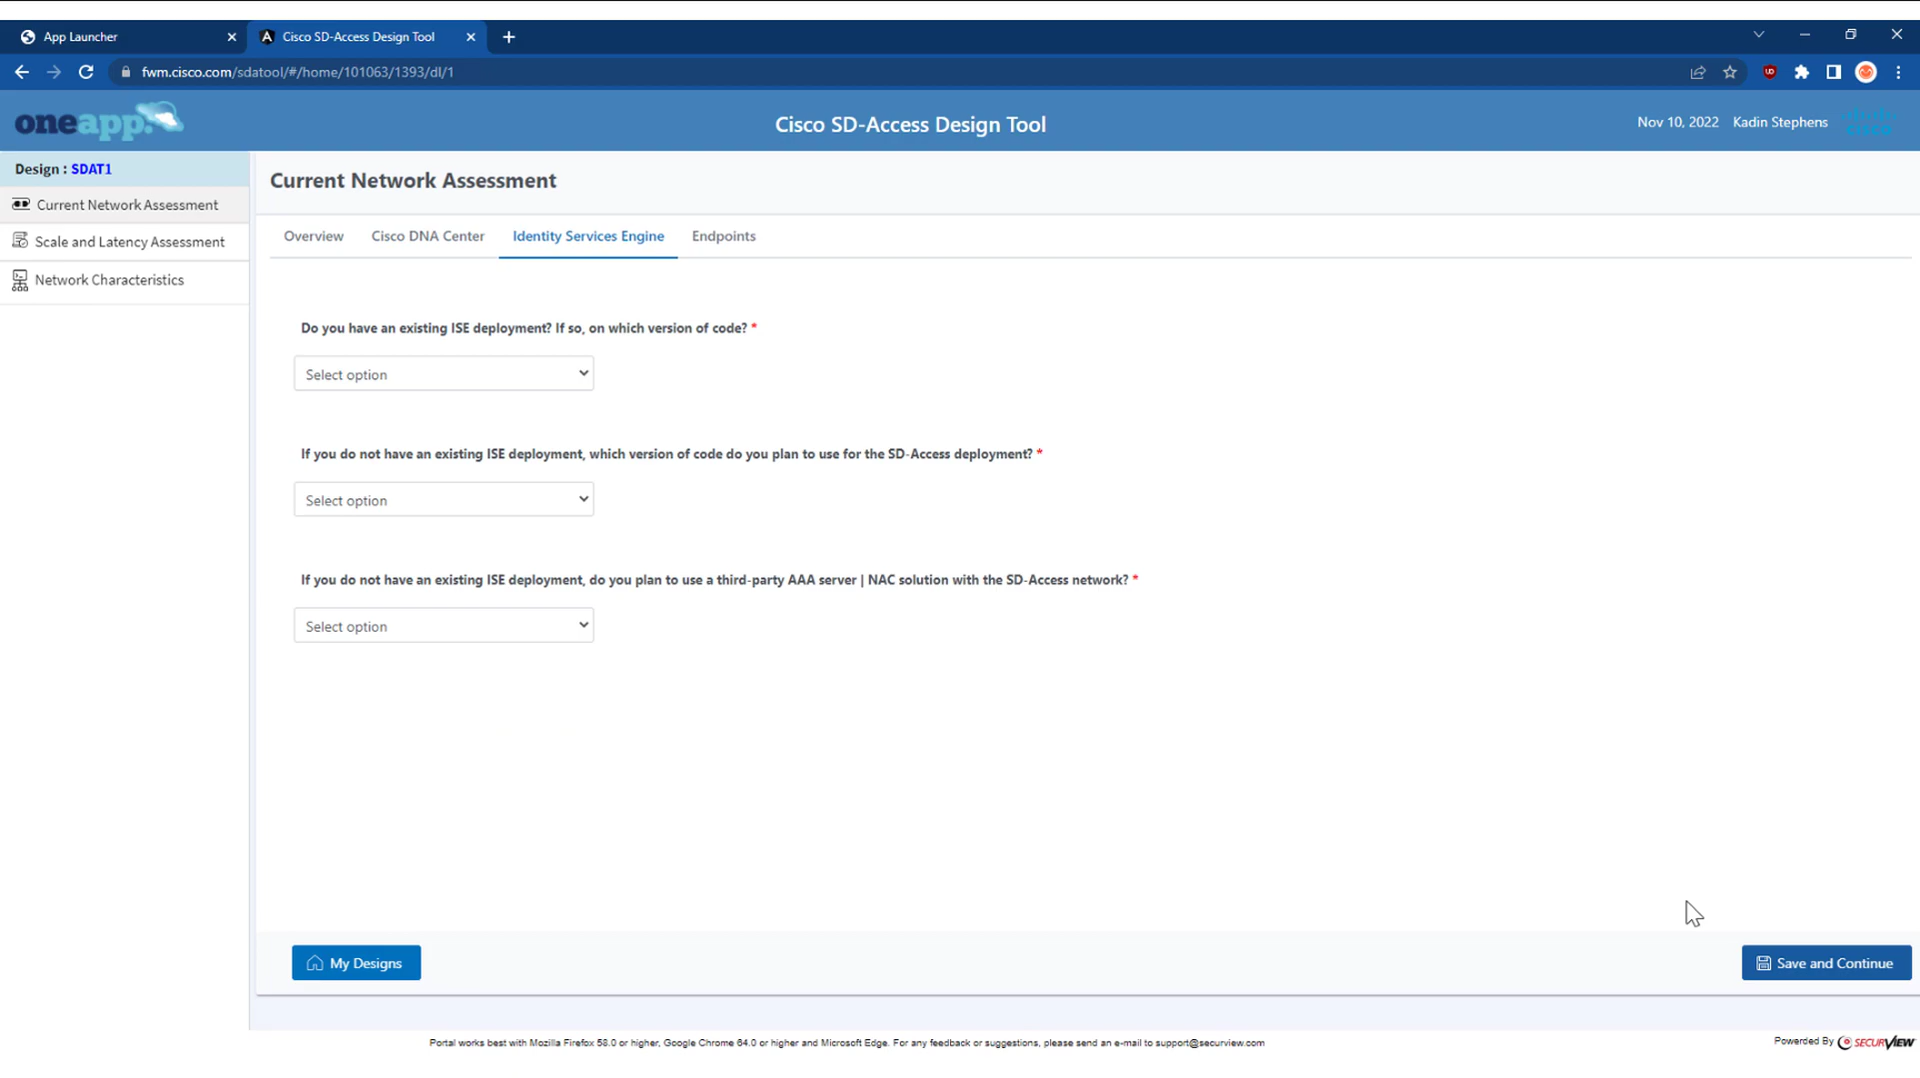 App Launcher
Cisco SD-Access Design Tool
fwm.cisco.com/sdatool/#/home/101063/1393/dl/1
oneapp.
Cisco SD-Access Design Tool
Nov 10, 2022 Kadin Stephens
cisco
Design : SDAT1
Current Network Assessment
Scale and Latency Assessment
Network Characteristics
Current Network Assessment
Overview Cisco DNA Center Identity Services Engine Endpoints
Do you have an existing ISE deployment? If so, on which version of code? *
Select option
If you do not have an existing ISE deployment, which version of code do you plan to use for the SD-Access deployment? *
Select option
If you do not have an existing ISE deployment, do you plan to use a third-party AAA server | NAC solution with the SD-Access network? *
Select option
My Designs
Save and Continue
Portal works best with Mozilla Firefox 58.0 or higher, Google Chrome 64.0 or higher and Microsoft Edge. For any feedback or suggestions, please send an e-mail to support@securview.com
Powered By SECURVIEW